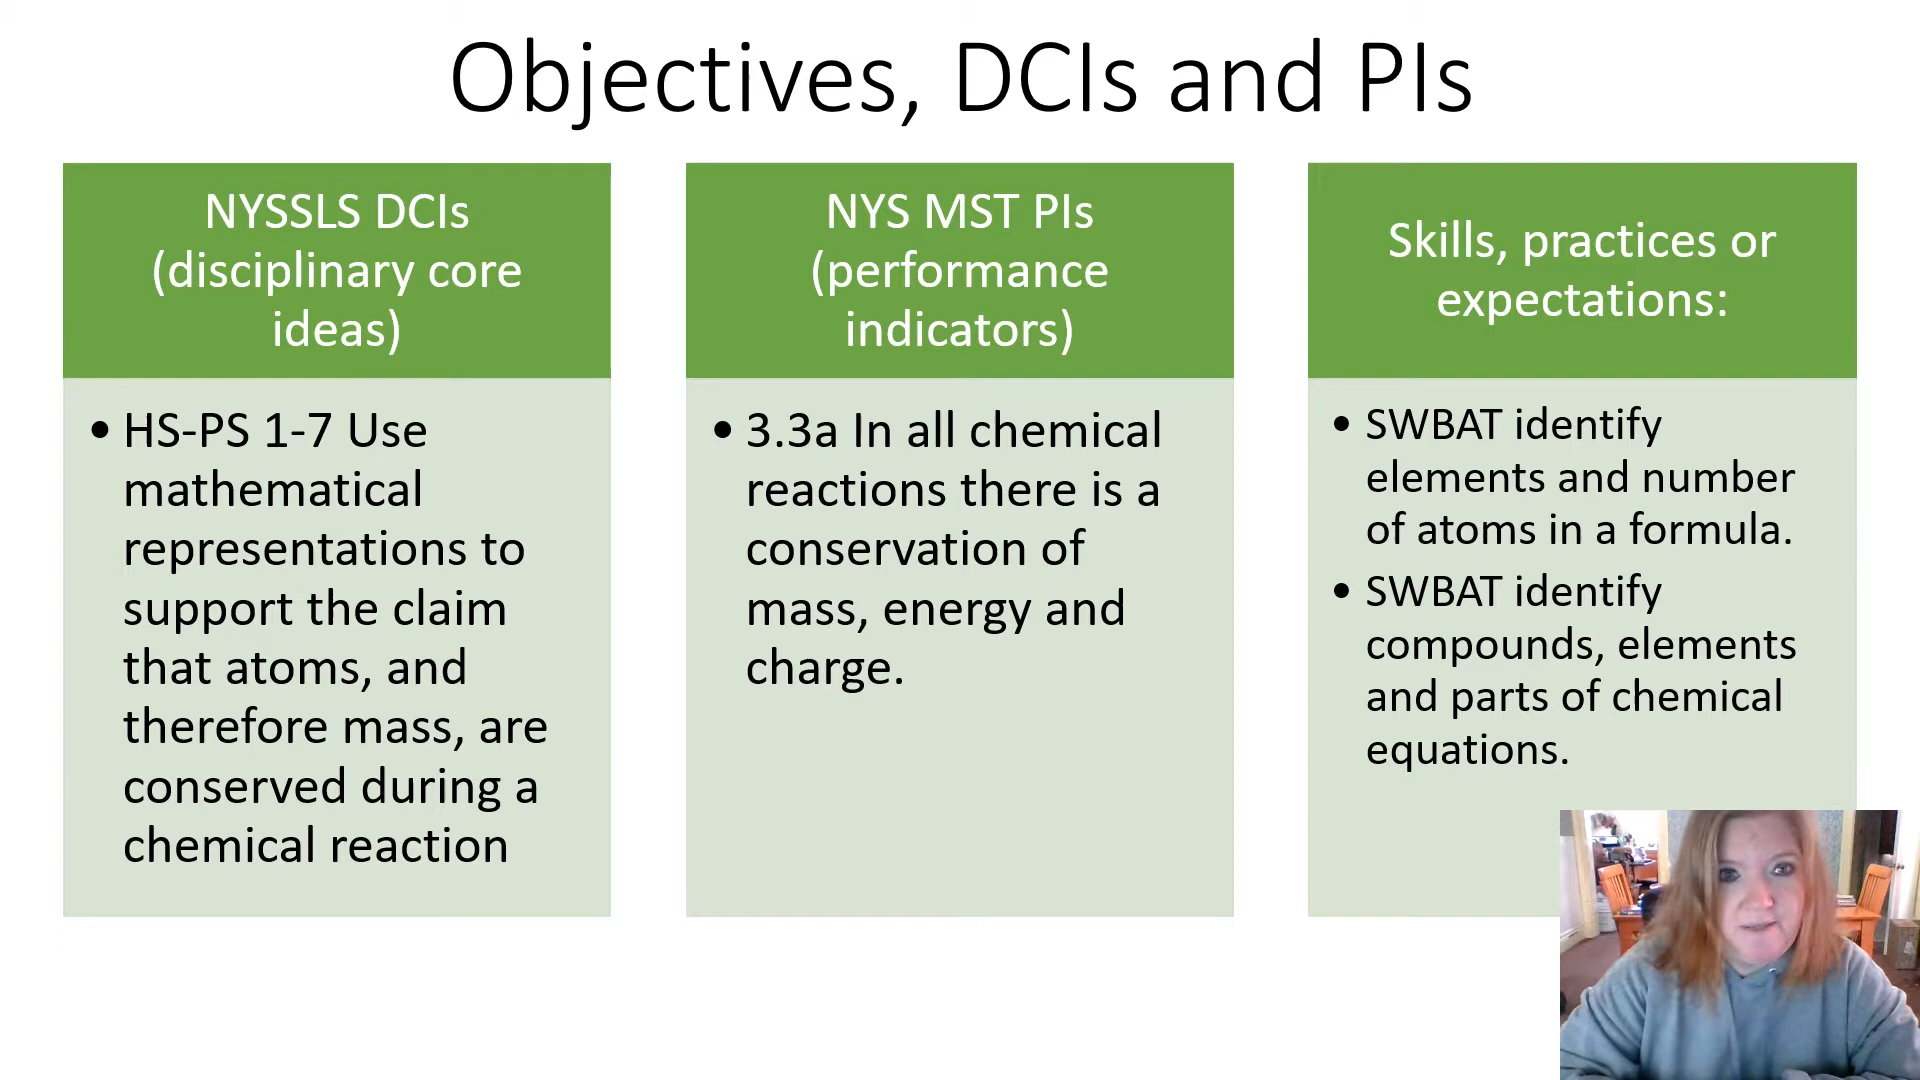 Objectives, DCIs and PIs
NYSSLS DCIs
(disciplinary core
ideas)
• HS-PS 1-7 Use
mathematical
representations to
support the claim
that atoms, and
therefore mass, are
conserved during a
chemical reaction
NYS MST PIs
(performance
indicators)
• 3.3a In all chemical
reactions there is a
conservation of
mass, energy and
charge.
Skills, practices or
expectations:
• SWBAT identify
elements and number
of atoms in a formula.
• SWBAT identify
compounds, elements
and parts of chemical
equations.